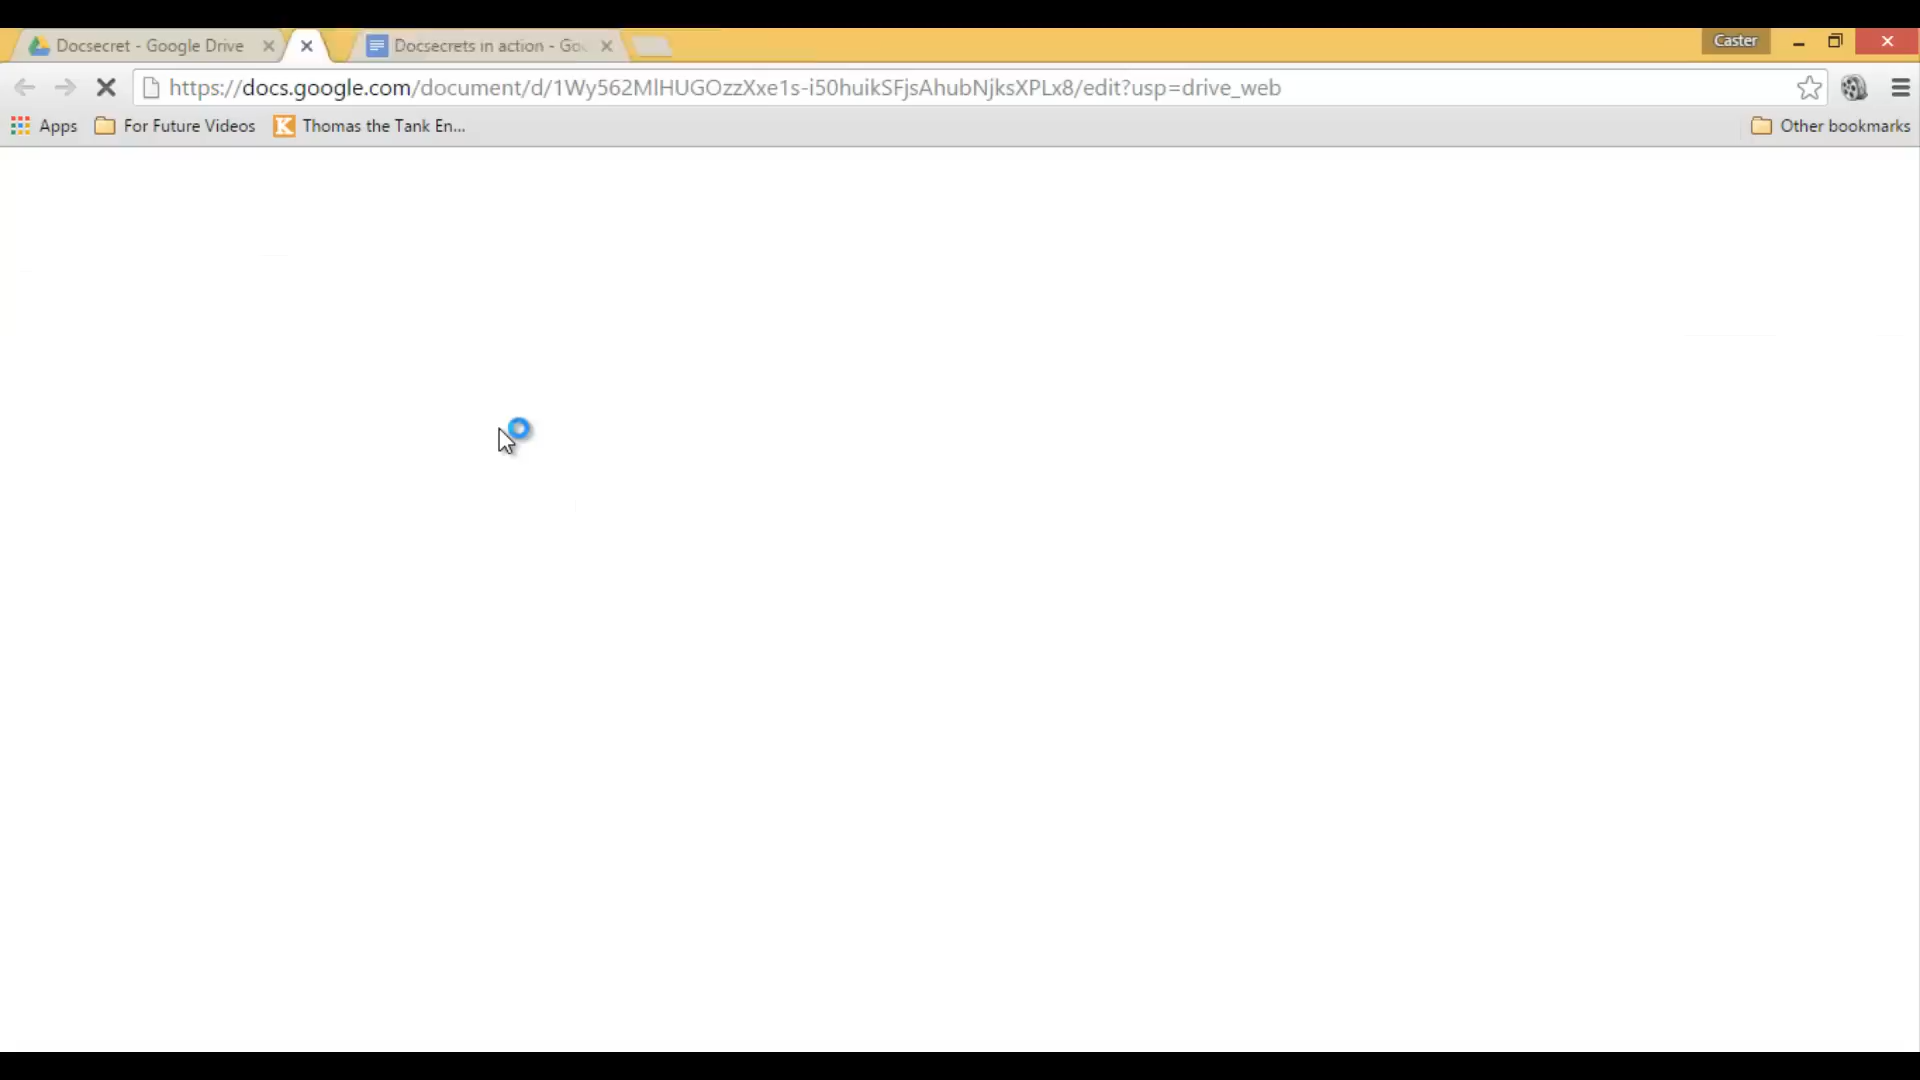 Docsecret - Google Drive
Docsecrets in action - Go
Caster
https://docs.google.com/document/d/1Wy562MlHUGOzzXxe1s-i50huikSFjsAhubNjksXPLx8/edit?usp=drive_web
Apps
For Future Videos
Thomas the Tank En...
Other bookmarks